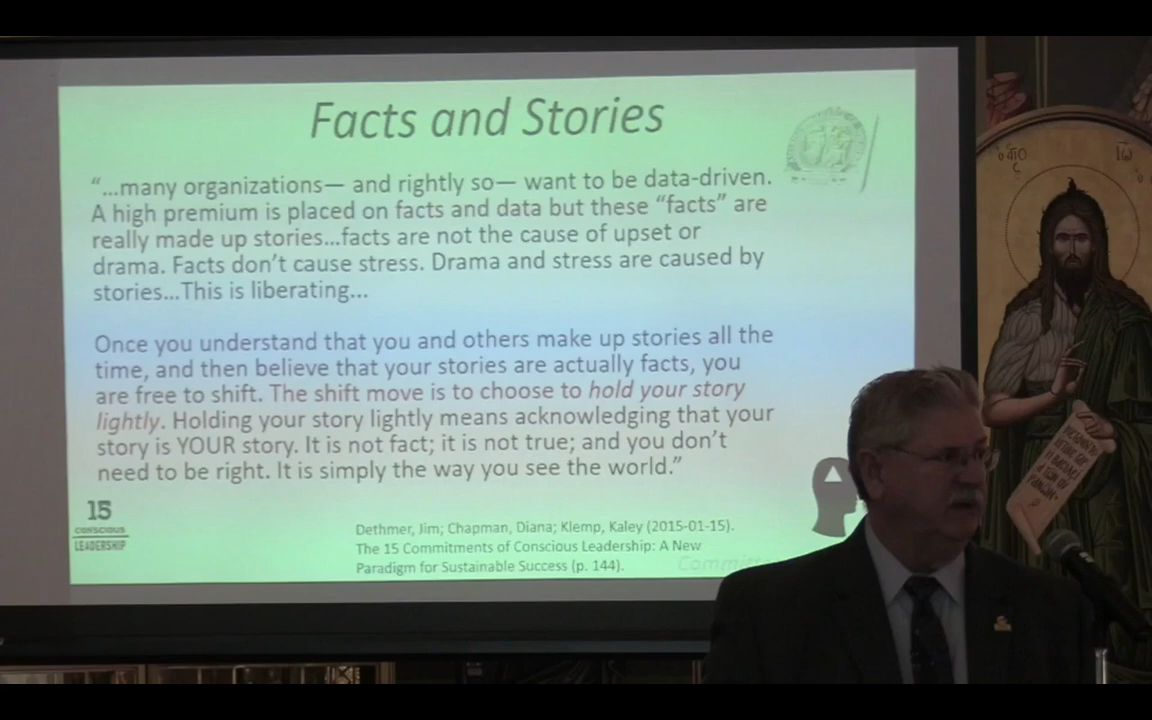 Facts and Stories
“...many organizations— and rightly so— want to be data-driven.
A high premium is placed on facts and data but these “facts” are
really made up stories...facts are not the cause of upset or
drama. Facts don’t cause stress. Drama and stress are caused by
stories...This is liberating...
Once you understand that you and others make up stories all the
time, and then believe that your stories are actually facts, you
are free to shift. The shift move is to choose to hold your story
lightly. Holding your story lightly means acknowledging that your
story is YOUR story. It is not fact; it is not true; and you don’t
need to be right. It is simply the way you see the world.”
15
CONSCIOUS
LEADERSHIP
Dethmer, Jim; Chapman, Diana; Klemp, Kaley (2015-01-15).
The 15 Commitments of Conscious Leadership: A New
Paradigm for Sustainable Success (p. 144).